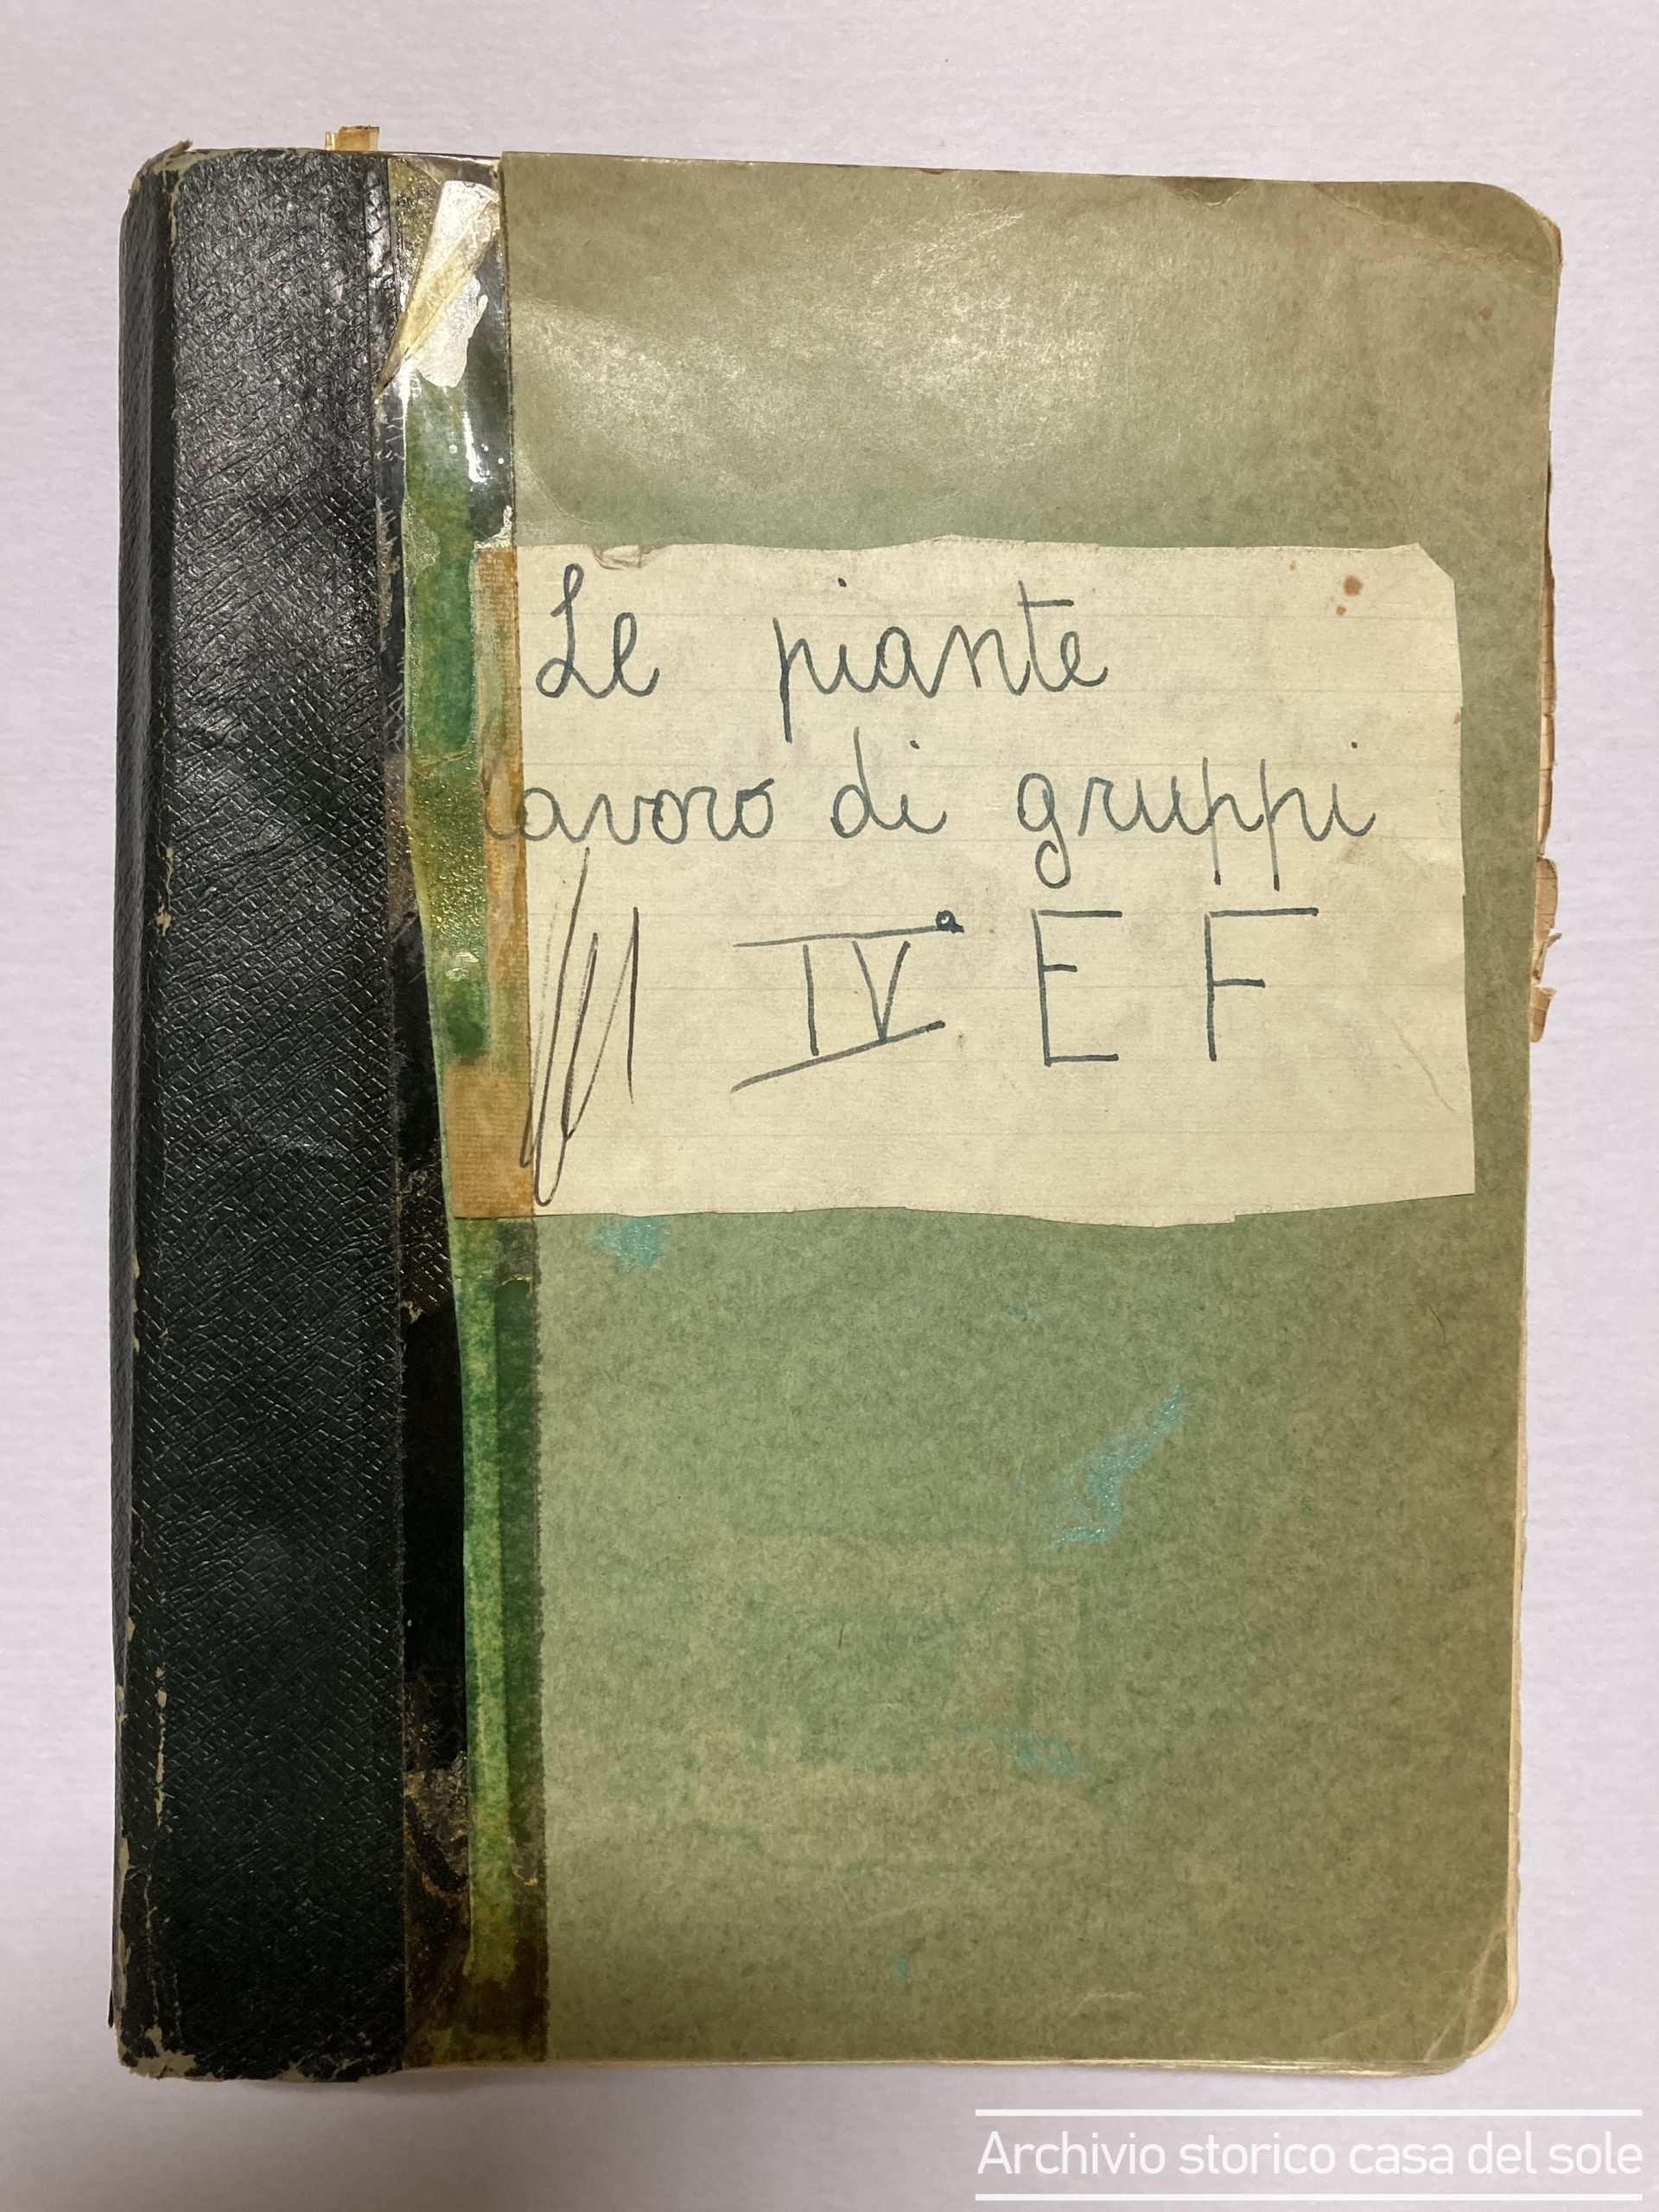 Le piante
lavoro di gruppi
IVª E F
Archivio storico casa del sole